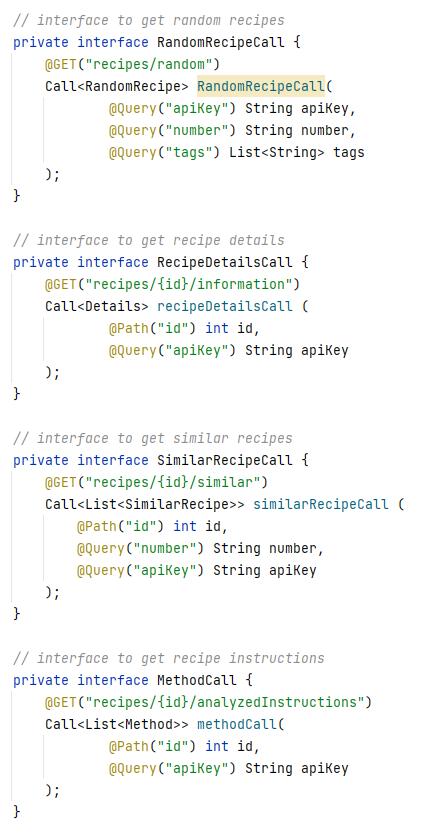 // interface to get random recipes
private interface RandomRecipeCall {
    @GET("recipes/random")
    Call<RandomRecipe> RandomRecipeCall(
            @Query("apiKey") String apiKey,
            @Query("number") String number,
            @Query("tags") List<String> tags
    );
}

// interface to get recipe details
private interface RecipeDetailsCall {
    @GET("recipes/{id}/information")
    Call<Details> recipeDetailsCall (
            @Path("id") int id,
            @Query("apiKey") String apiKey
    );
}

// interface to get similar recipes
private interface SimilarRecipeCall {
    @GET("recipes/{id}/similar")
    Call<List<SimilarRecipe>> similarRecipeCall (
        @Path("id") int id,
        @Query("number") String number,
        @Query("apiKey") String apiKey
    );
}

// interface to get recipe instructions
private interface MethodCall {
    @GET("recipes/{id}/analyzedInstructions")
    Call<List<Method>> methodCall(
            @Path("id") int id,
            @Query("apiKey") String apiKey
    );
}